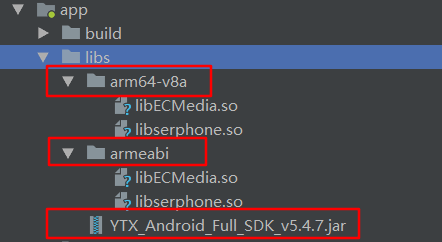 app
build
libs
arm64-v8a
libECMedia.so
libserphone.so
armeabi
libECMedia.so
libserphone.so
YTX_Android_Full_SDK_v5.4.7.jar